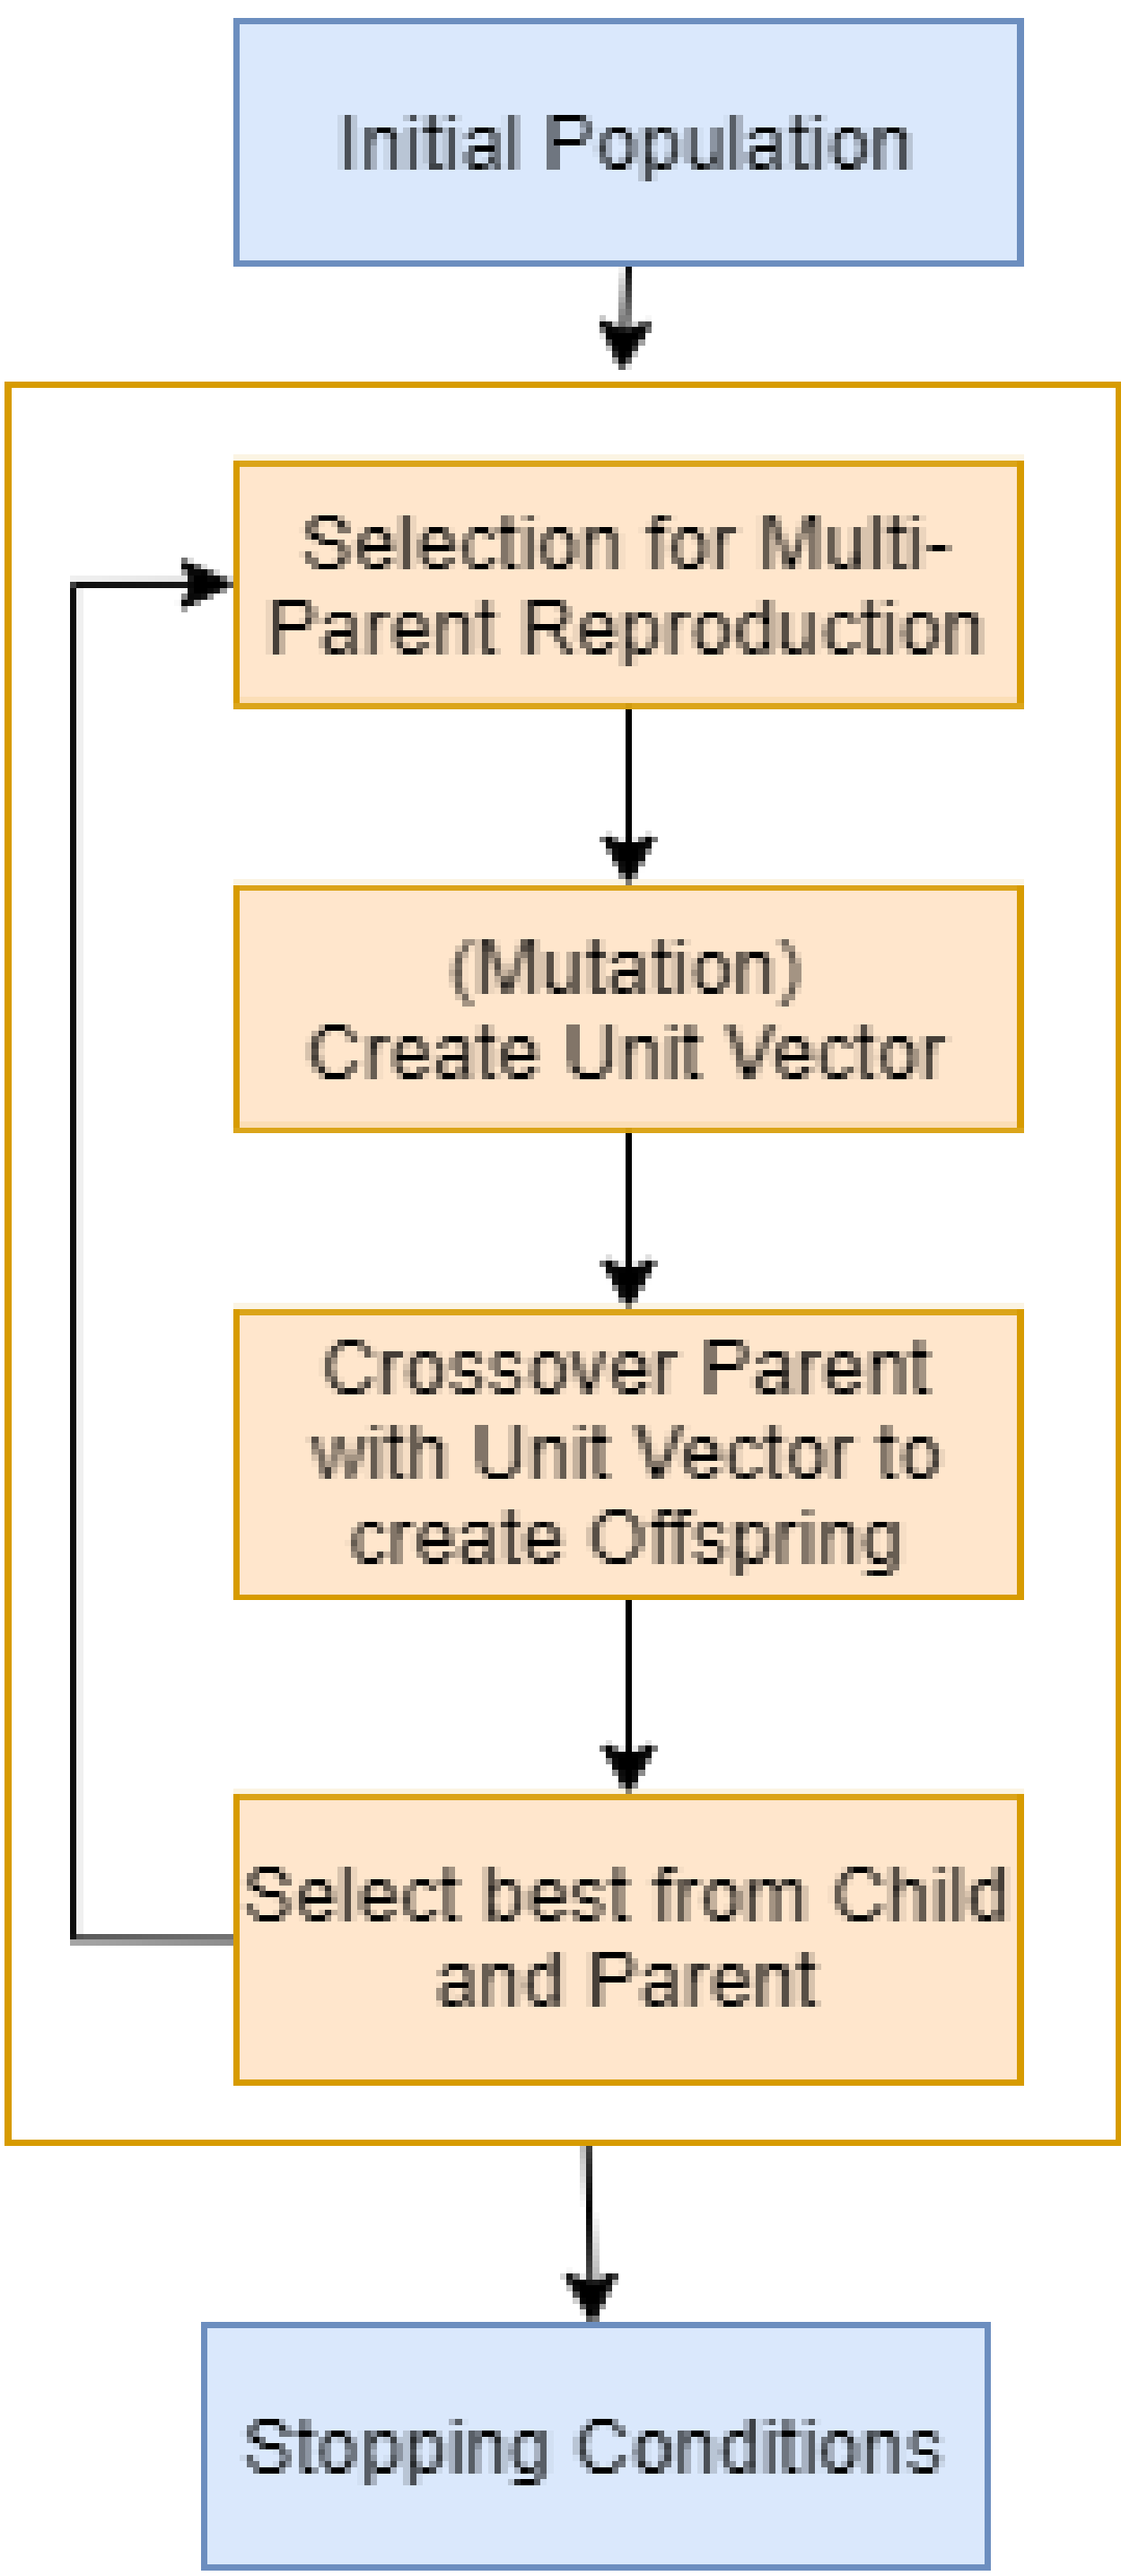 Initial Population
Selection for Multi-
Parent Reproduction
(Mutation)
Create Unit Vector
Crossover Parent
with Unit Vector to
create Offspring
Select best from Child
and Parent
Stopping Conditions